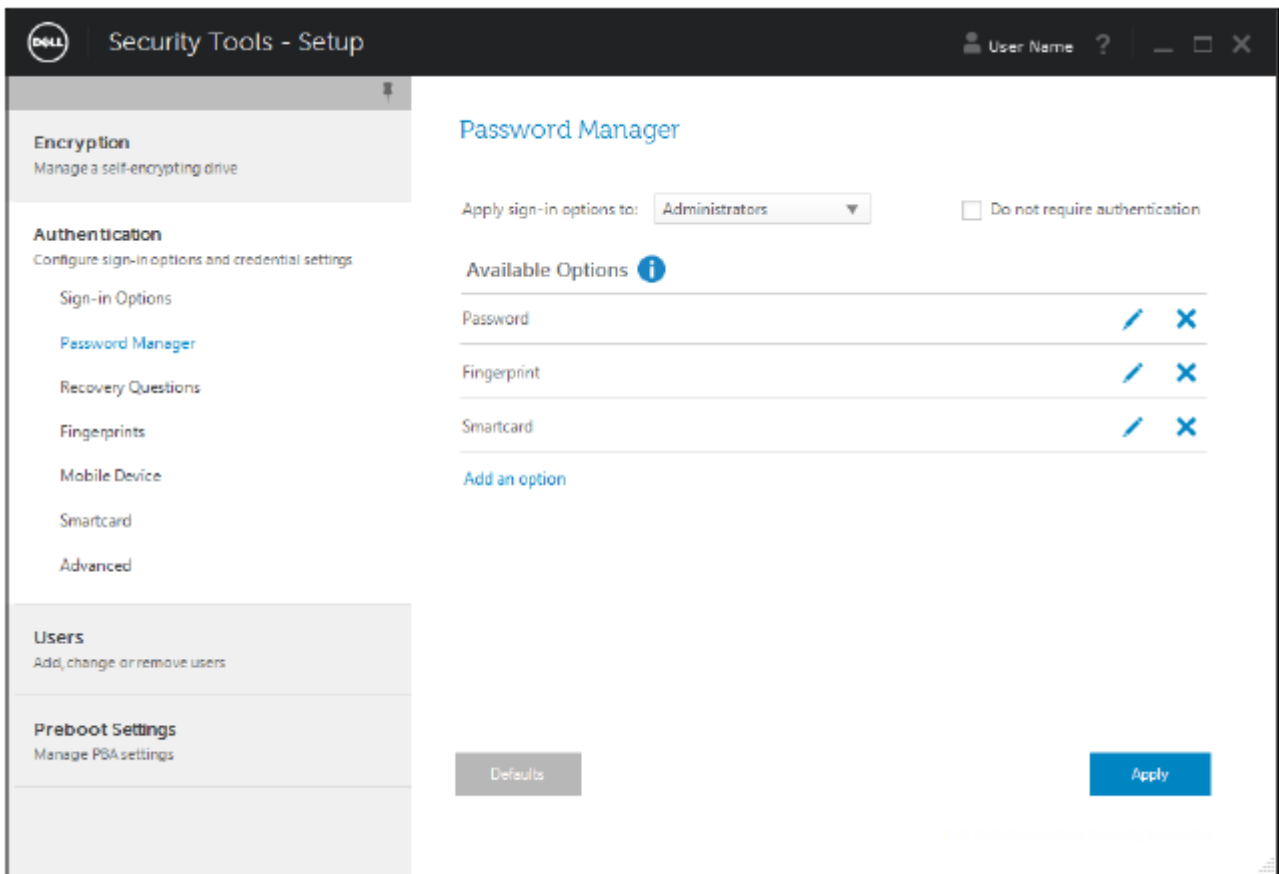 DELL
Security Tools - Setup
User Name ?
Encryption
Manage a self-encrypting drive
Authentication
Configure sign-in options and credential settings
Sign-in Options
Password Manager
Recovery Questions
Fingerprints
Mobile Device
Smartcard
Advanced
Users
Add, change or remove users
Preboot Settings
Manage PBA settings
Password Manager
Apply sign-in options to: Administrators
Do not require authentication
Available Options i
Password
Fingerprint
Smartcard
Add an option
Defaults
Apply